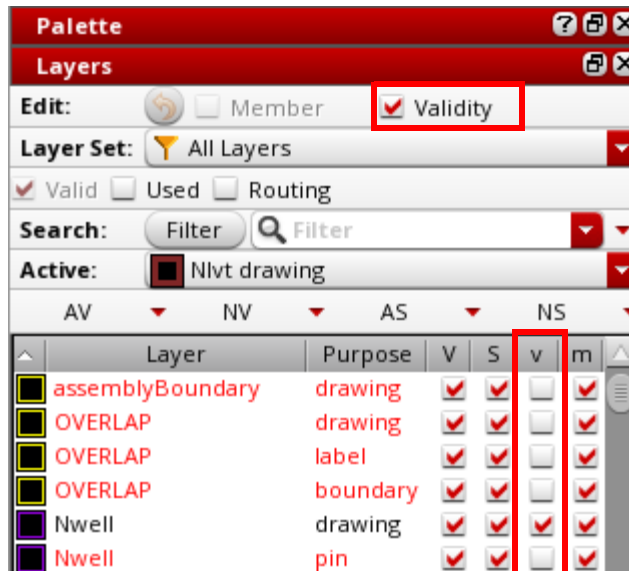 Palette
Layers
Edit: Member Validity
Layer Set: All Layers
Valid Used Routing
Search: Filter Filter
Active: Nlvt drawing
AV NV AS NS
Layer Purpose V S v m
assemblyBoundary drawing
OVERLAP drawing
OVERLAP label
OVERLAP boundary
Nwell drawing
Nwell pin